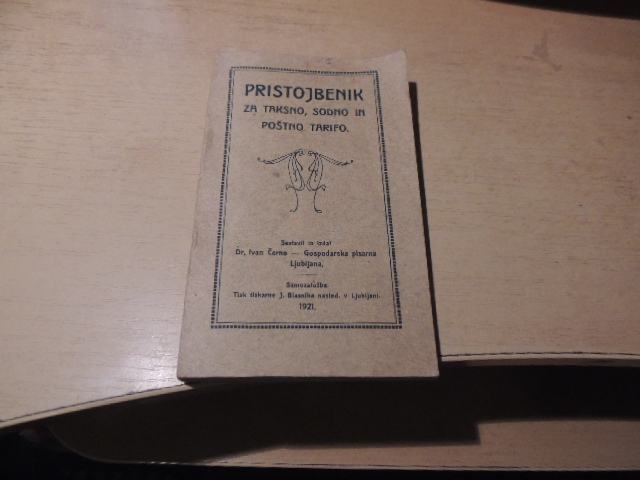 PRISTOJBENIK
ZA TAKSNO, SODNO IN
POŠTNO TARIFO.
Sestavil in izdal
Dr. Ivan Černe — Gospodarska pisarna
Ljubljana.
Samozaložba.
Tisk tiskarne J. Blasnika nasled. v Ljubljani.
1921.